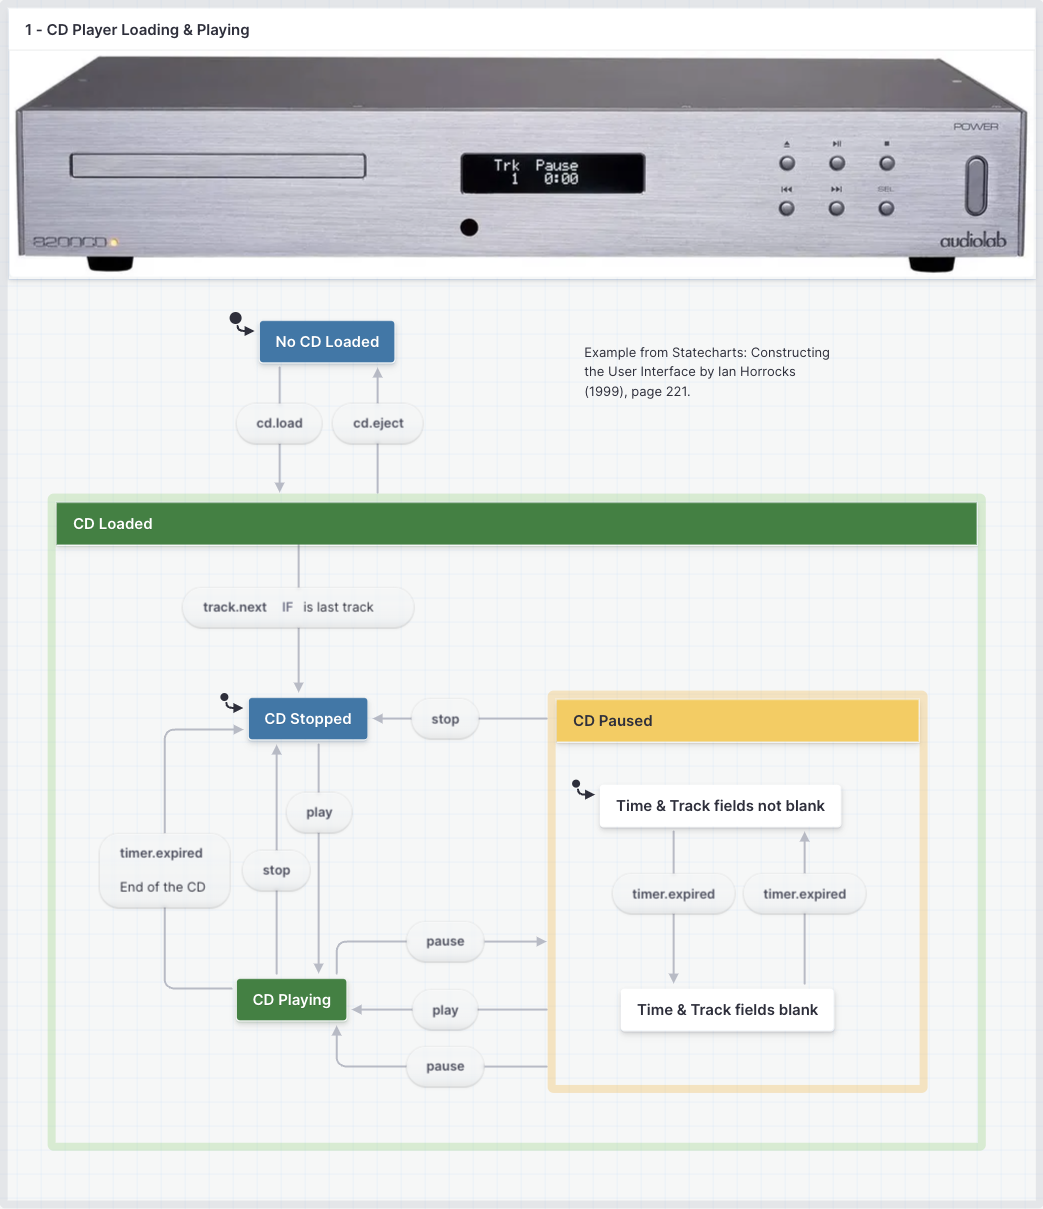 1 - CD Player Loading & Playing
POWER
Trk Pause
1 0:00
SEL
8200CD
audiolab
No CD Loaded
Example from Statecharts: Constructing
the User Interface by Ian Horrocks
(1999), page 221.
cd.load
cd.eject
CD Loaded
track.next IF is last track
CD Stopped
stop
CD Paused
Time & Track fields not blank
play
timer.expired
End of the CD
stop
timer.expired
timer.expired
pause
CD Playing
play
Time & Track fields blank
pause